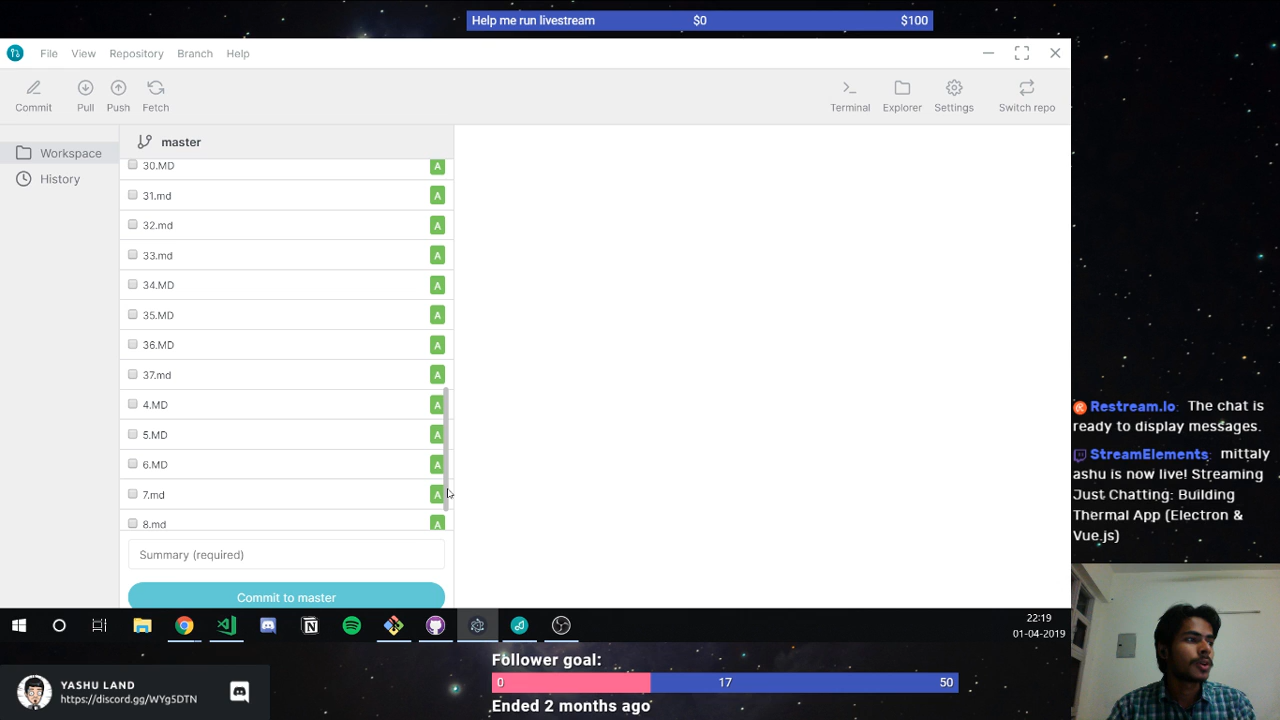 Help me run livestream $0 $100
File View Repository Branch Help
Commit Pull Push Fetch Terminal Explorer Settings Switch repo
Workspace
History
master
30.MD A
31.md A
32.md A
33.md A
34.MD A
35.MD A
36.MD A
37.md A
4.MD A
5.MD A
6.MD A
7.md A
8.md A
Summary (required)
Commit to master
Restream.Io: The chat is
ready to display messages.
StreamElements: mittaly
ashu is now live! Streaming
Just Chatting: Building
Thermal App (Electron &
Vue.js)
22:19
01-04-2019
YASHU LAND
https://discord.gg/WYg5DTN
Follower goal:
0 17 50
Ended 2 months ago